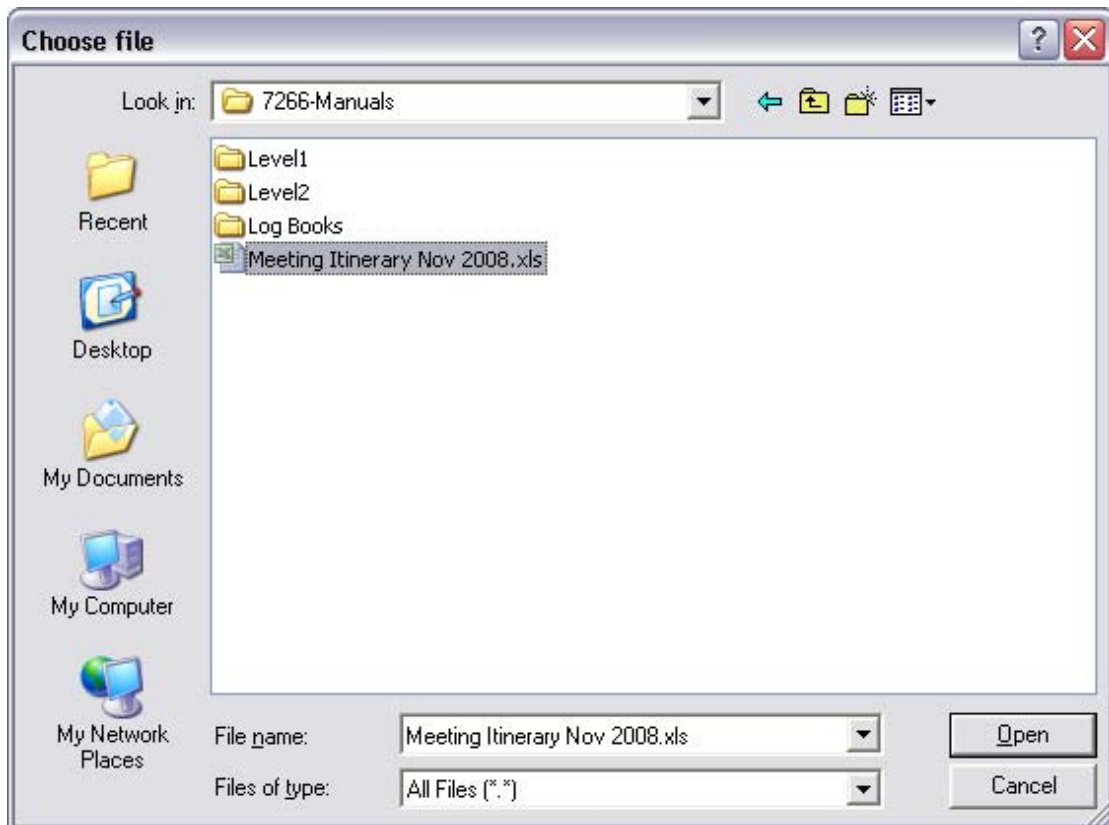 Choose file
Look in:
7266-Manuals
Recent
Desktop
My Documents
My Computer
My Network
Places
Level1
Level2
Log Books
Meeting Itinerary Nov 2008.xls
File name:
Meeting Itinerary Nov 2008.xls
Open
Files of type:
All Files (*.*)
Cancel